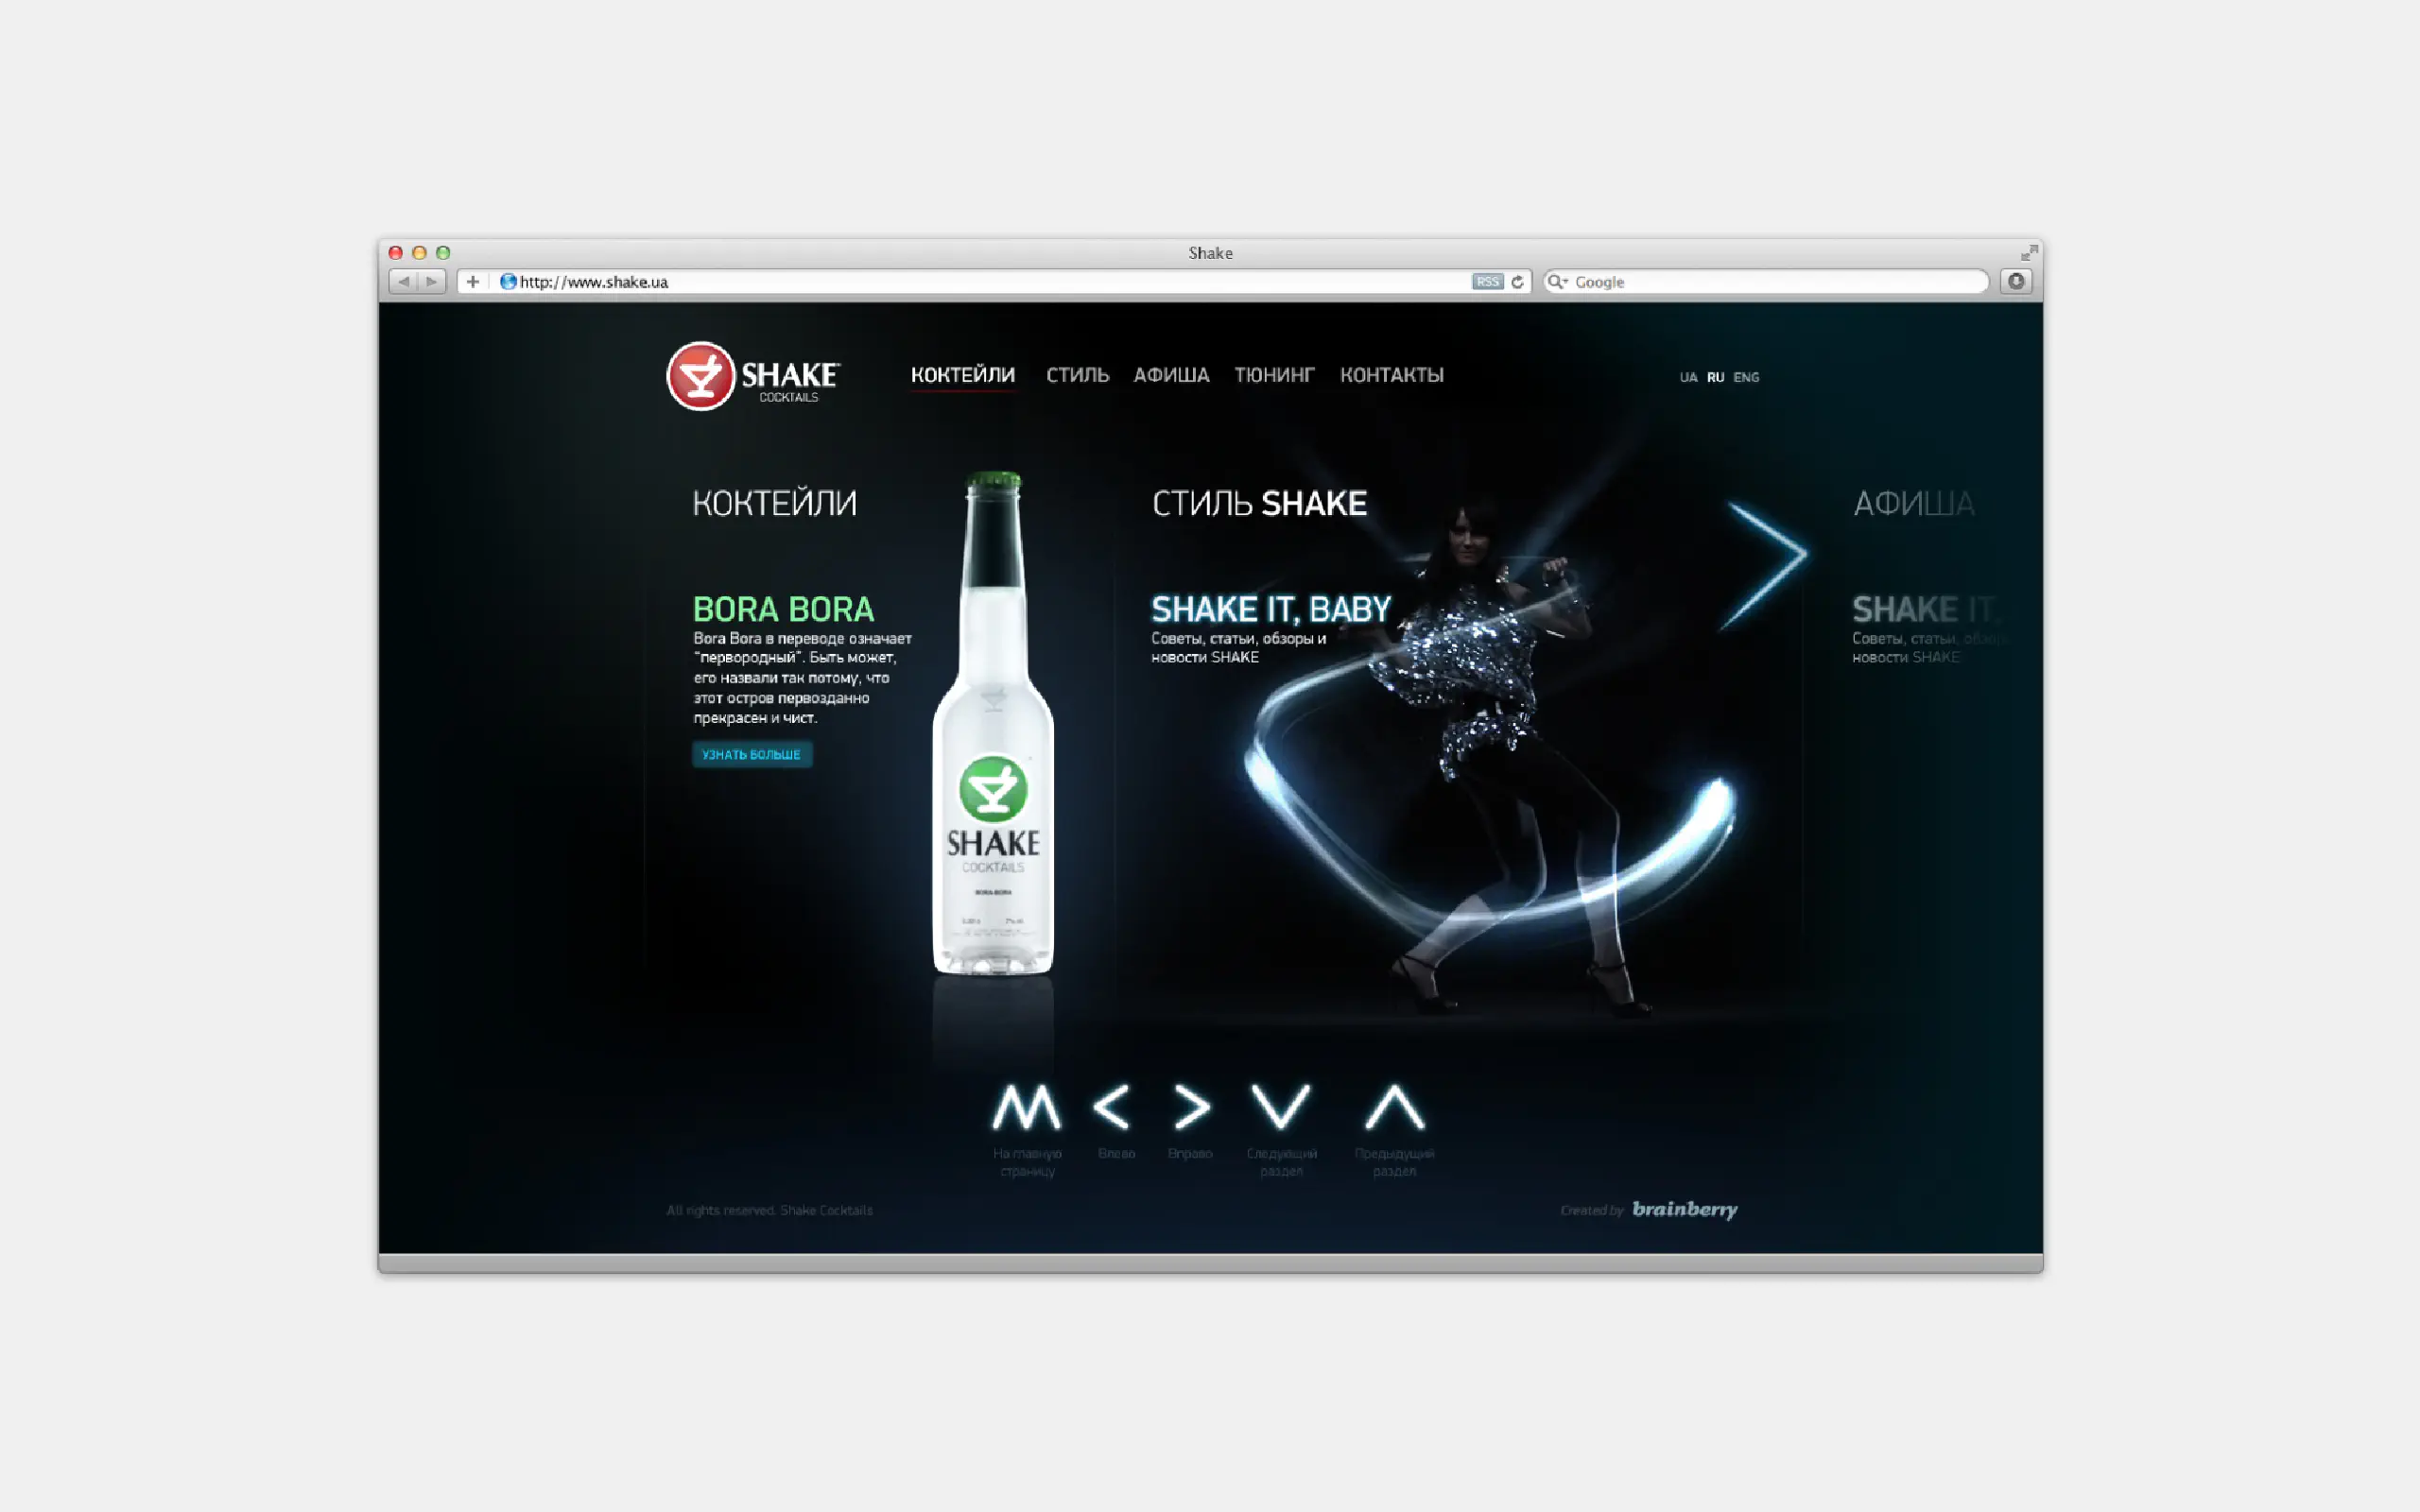 Shake
http://www.shake.ua
RSS
Google
SHAKE
COCKTAILS
КОКТЕЙЛИ СТИЛЬ АФИША ТЮНИНГ КОНТАКТЫ
UA RU ENG
КОКТЕЙЛИ
BORA BORA
Bora Bora в переводе означает
"первородный". Быть может,
его назвали так потому, что
этот остров первозданно
прекрасен и чист.
УЗНАТЬ БОЛЬШЕ
SHAKE
COCKTAILS
BORA-BORA
СТИЛЬ SHAKE
SHAKE IT, BABY
Советы, статьи, обзоры и
новости SHAKE
АФИША
SHAKE IT,
Советы, статьи, обзоры
новости SHAKE
На главную
страницу
Влево
Вправо
Следующий
раздел
Предыдущий
раздел
All rights reserved. Shake Cocktails
Created by brainberry